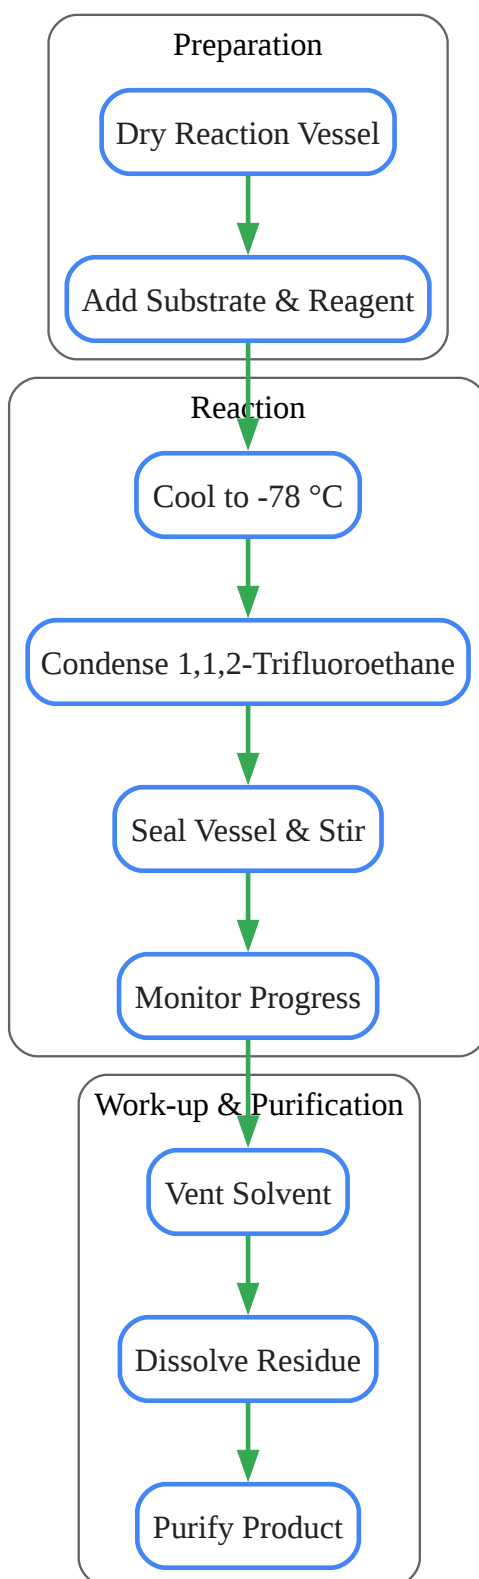 Preparation
Dry Reaction Vessel
Add Substrate & Reagent
Reaction
Cool to -78 °C
Condense 1,1,2-Trifluoroethane
Seal Vessel & Stir
Monitor Progress
Work-up & Purification
Vent Solvent
Dissolve Residue
Purify Product